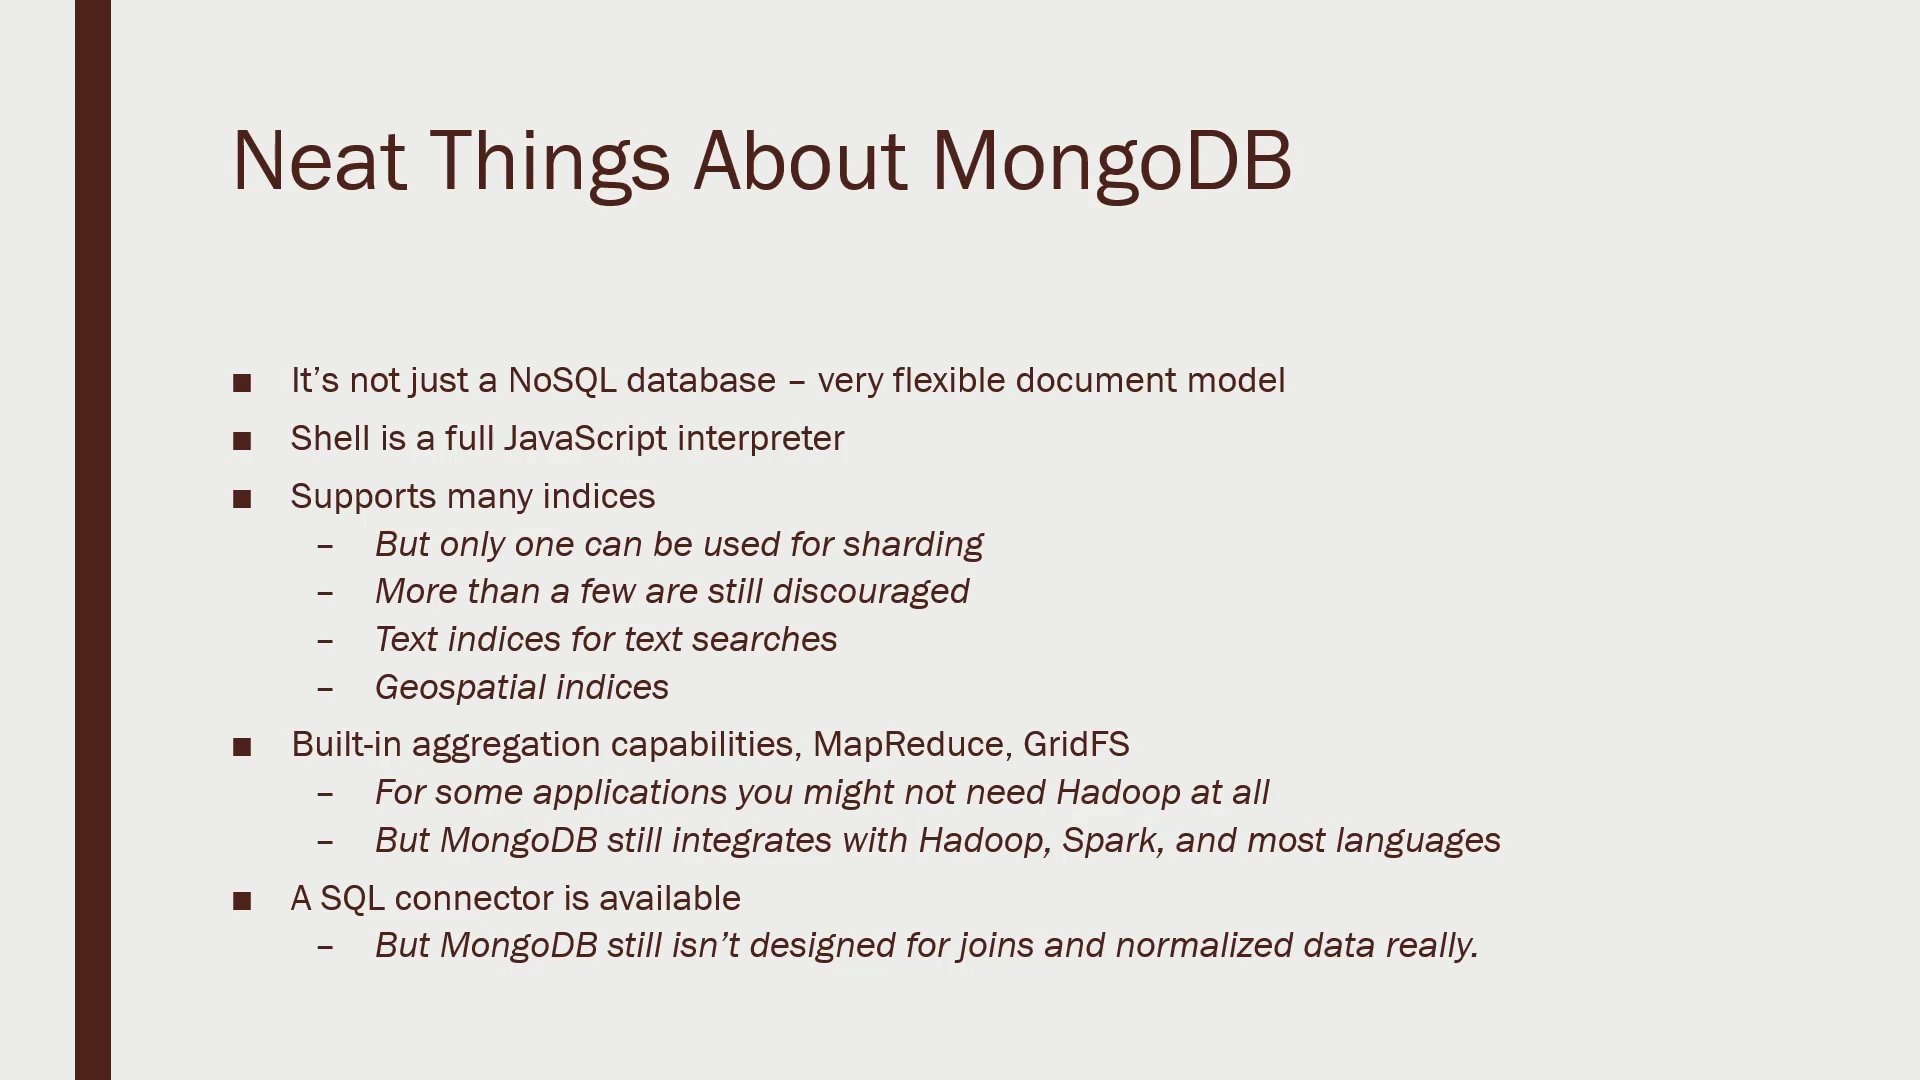 Neat Things About MongoDB
■ It’s not just a NoSQL database – very flexible document model
■ Shell is a full JavaScript interpreter
■ Supports many indices
– But only one can be used for sharding
– More than a few are still discouraged
– Text indices for text searches
– Geospatial indices
■ Built-in aggregation capabilities, MapReduce, GridFS
– For some applications you might not need Hadoop at all
– But MongoDB still integrates with Hadoop, Spark, and most languages
■ A SQL connector is available
– But MongoDB still isn’t designed for joins and normalized data really.